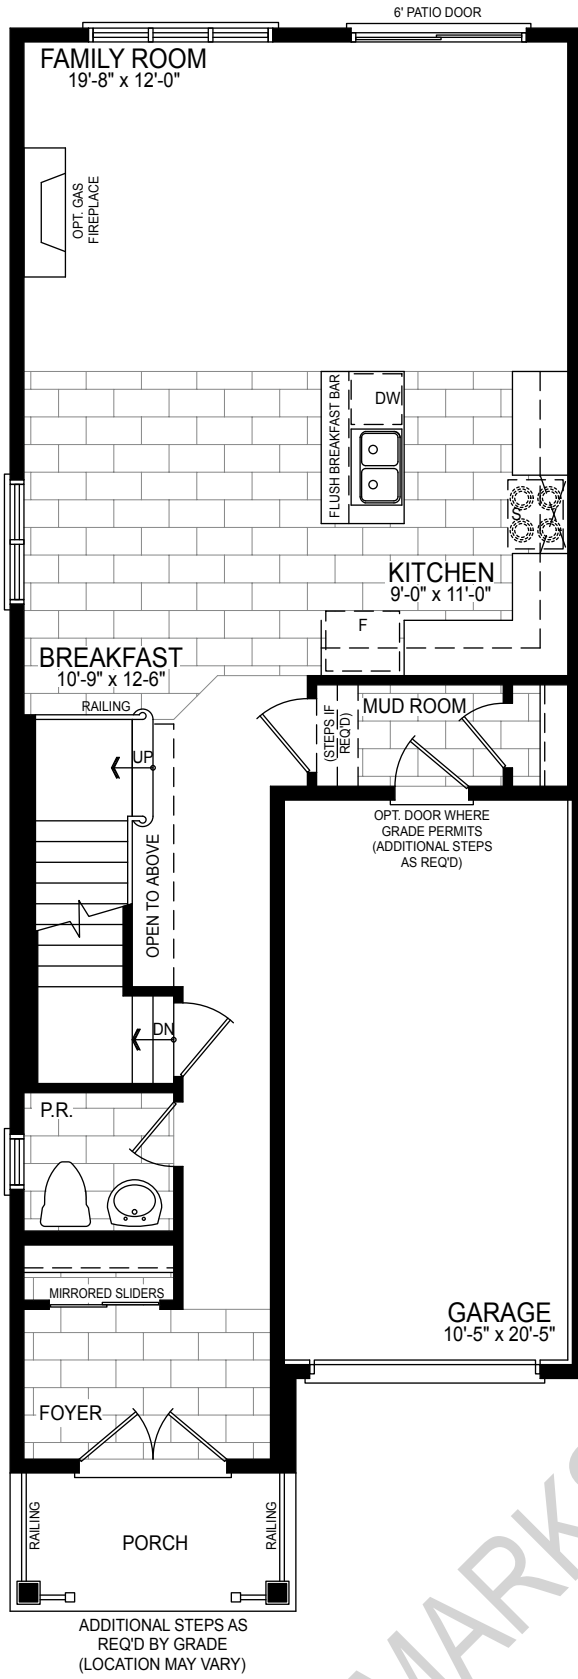 6' PATIO DOOR
FAMILY ROOM
19'-8" x 12'-0"
OPT. GAS
FIREPLACE
FLUSH BREAKFAST BAR
DW
S
KITCHEN
9'-0" x 11'-0"
F
BREAKFAST
10'-9" x 12-6"
RAILING
MUD ROOM
(STEPS IF
REQ'D)
UP
OPT. DOOR WHERE
GRADE PERMITS
(ADDITIONAL STEPS
AS REQ'D)
OPEN TO ABOVE
DN
P.R.
MIRRORED SLIDERS
GARAGE
10'-5" x 20'-5"
FOYER
RAILING
PORCH
RAILING
ADDITIONAL STEPS AS
REQ'D BY GRADE
(LOCATION MAY VARY)